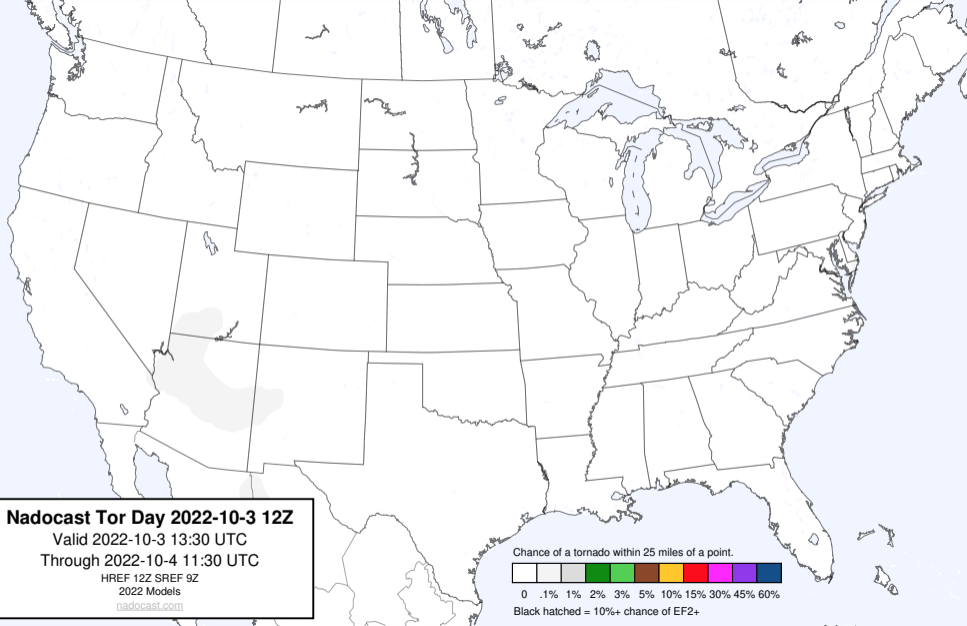 Nadocast Tor Day 2022-10-3 12Z
Valid 2022-10-3 13:30 UTC
Through 2022-10-4 11:30 UTC
HREF 12Z SREF 9Z
2022 Models
nadocast.com
Chance of a tornado within 25 miles of a point.
0 .1% 1% 2% 3% 5% 10% 15% 30% 45% 60%
Black hatched = 10%+ chance of EF2+